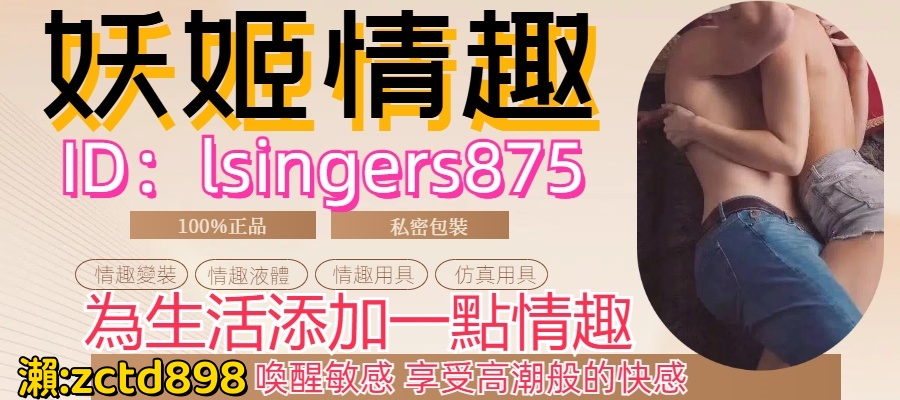 妖姬情趣
ID：lsingers875
100%正品 私密包裝
情趣變裝 情趣液體 情趣用具 仿真用具
為生活添加一點情趣
瀨:zctd898 喚醒敏感 享受高潮般的快感